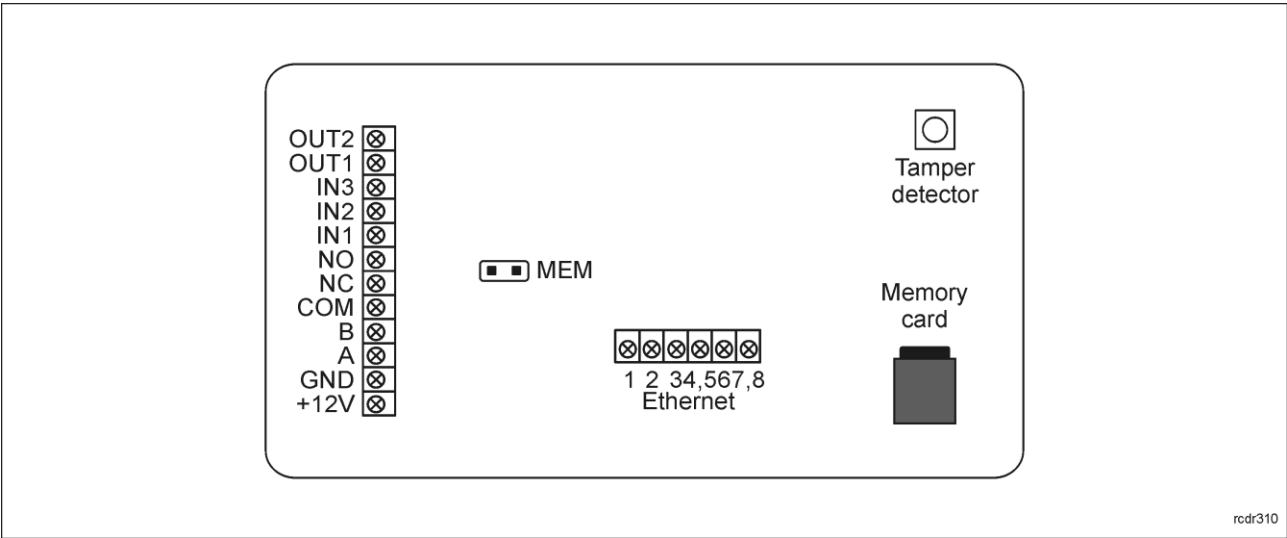 OUT2
OUT1
IN3
IN2
IN1
NO
NC
COM
B
A
GND
+12V
MEM
1 2 34,567,8
Ethernet
Tamper
detector
Memory
card
rcdr310